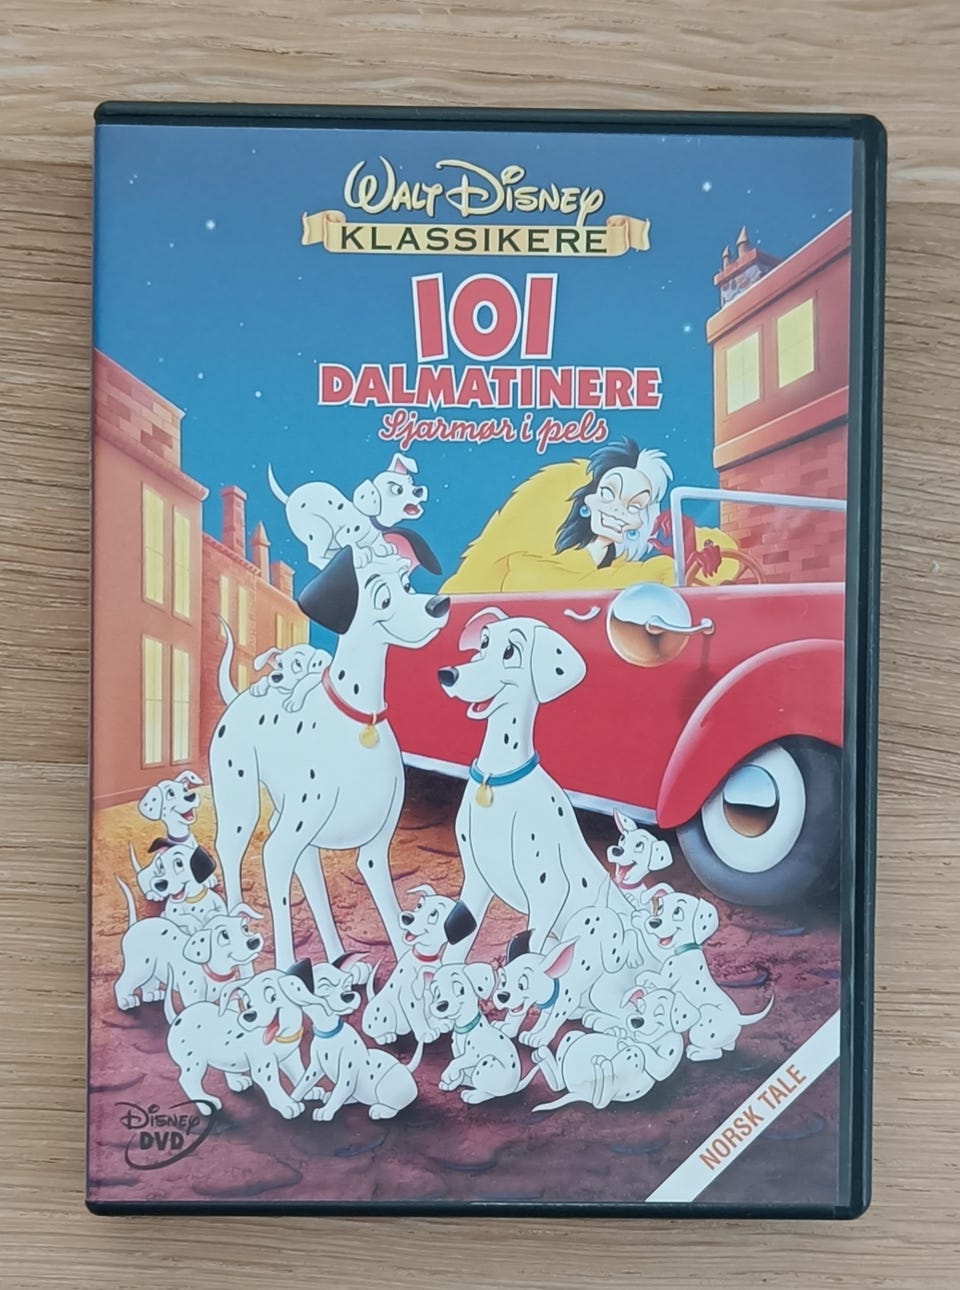 WALT DISNEY
KLASSIKERE
101
DALMATINERE
Sjarmør i pels
DISNEY
DVD
NORSK TALE